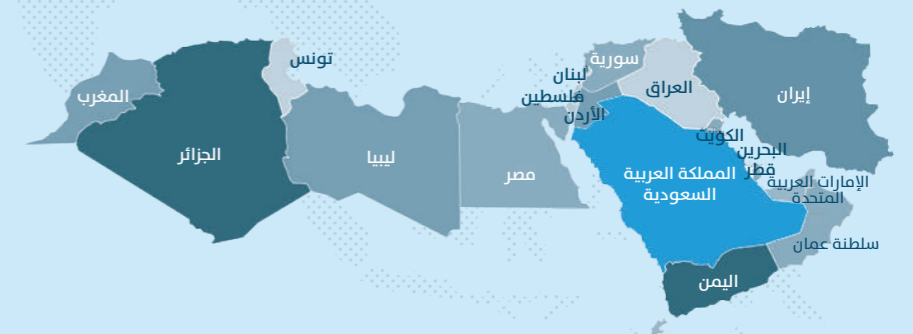 تونس
سورية
لبنان
المغرب
العراق
إيران
فلسطين
الأردن
الكويت
البحرين
الجزائر
ليبيا
قطر
مصر
المملكة العربية
السعودية
الإمارات العربية
المتحدة
سلطنة عمان
اليمن